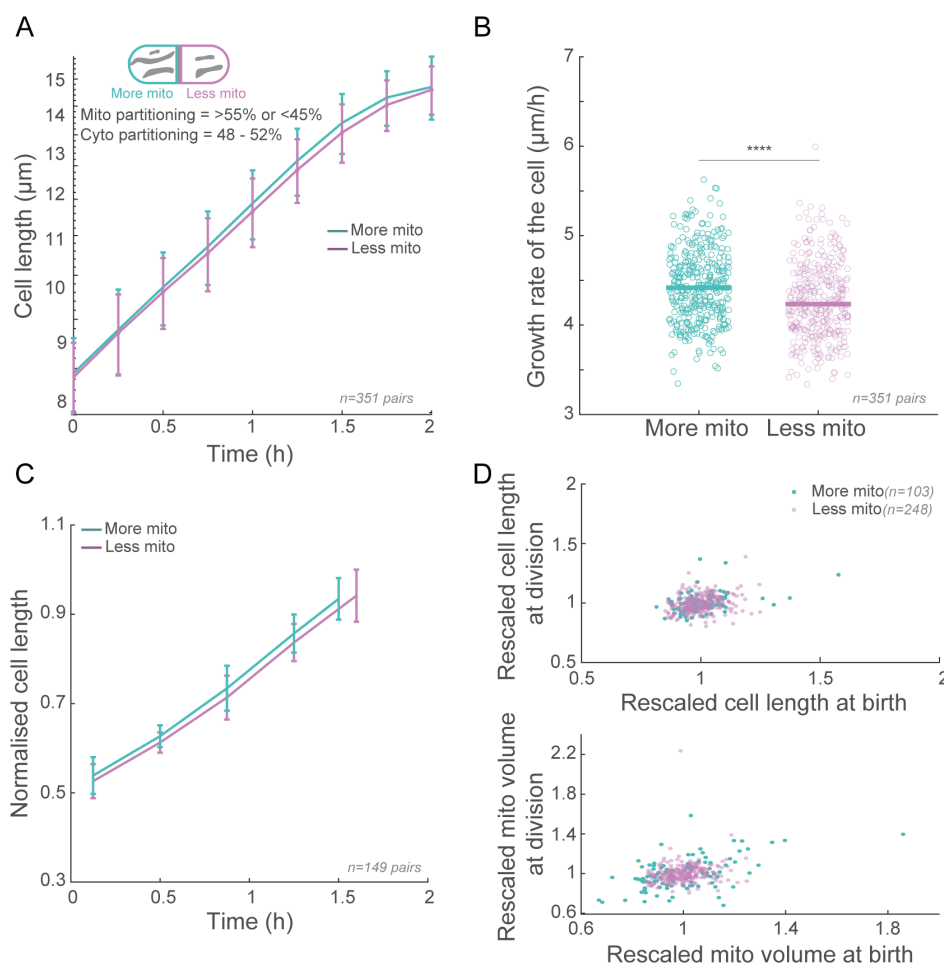 A
More mito
Less mito
Mito partitioning = >55% or <45%
Cyto partitioning = 48 - 52%
Cell length (µm)
15
14
13
12
11
10
9
8
More mito
Less mito
n=351 pairs
0
0.5
1
1.5
2
Time (h)
B
Growth rate of the cell (µm/h)
7
6
5
4
3
****
n=351 pairs
More mito
Less mito
C
Normalised cell length
1.1
0.9
0.7
0.5
0.3
More mito
Less mito
n=149 pairs
0
0.5
1
1.5
2
Time (h)
D
Rescaled cell length
at division
2
1.5
1
0.5
More mito(n=103)
Less mito(n=248)
0.5
1
1.5
2
Rescaled cell length at birth
Rescaled mito volume
at division
2.2
1.8
1.4
1
0.6
0.6
1
1.4
1.8
Rescaled mito volume at birth